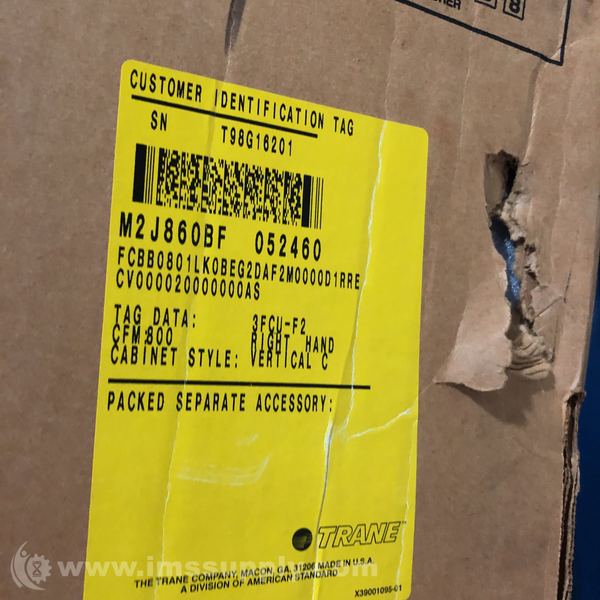 8
CUSTOMER IDENTIFICATION TAG
SN T98G16201
M2J860BF 052460
FCBB0801LK0BEG2DAF2M0000D1RRE
CV000020000000AS
TAG DATA: 3FCU-F2
CFM:800 RIGHT HAND
CABINET STYLE: VERTICAL C
PACKED SEPARATE ACCESSORY:
TRANE
THE TRANE COMPANY, MACON, GA. 31206 MADE IN U.S.A.
A DIVISION OF AMERICAN STANDARD
X39001095-01
www.imssupply.com